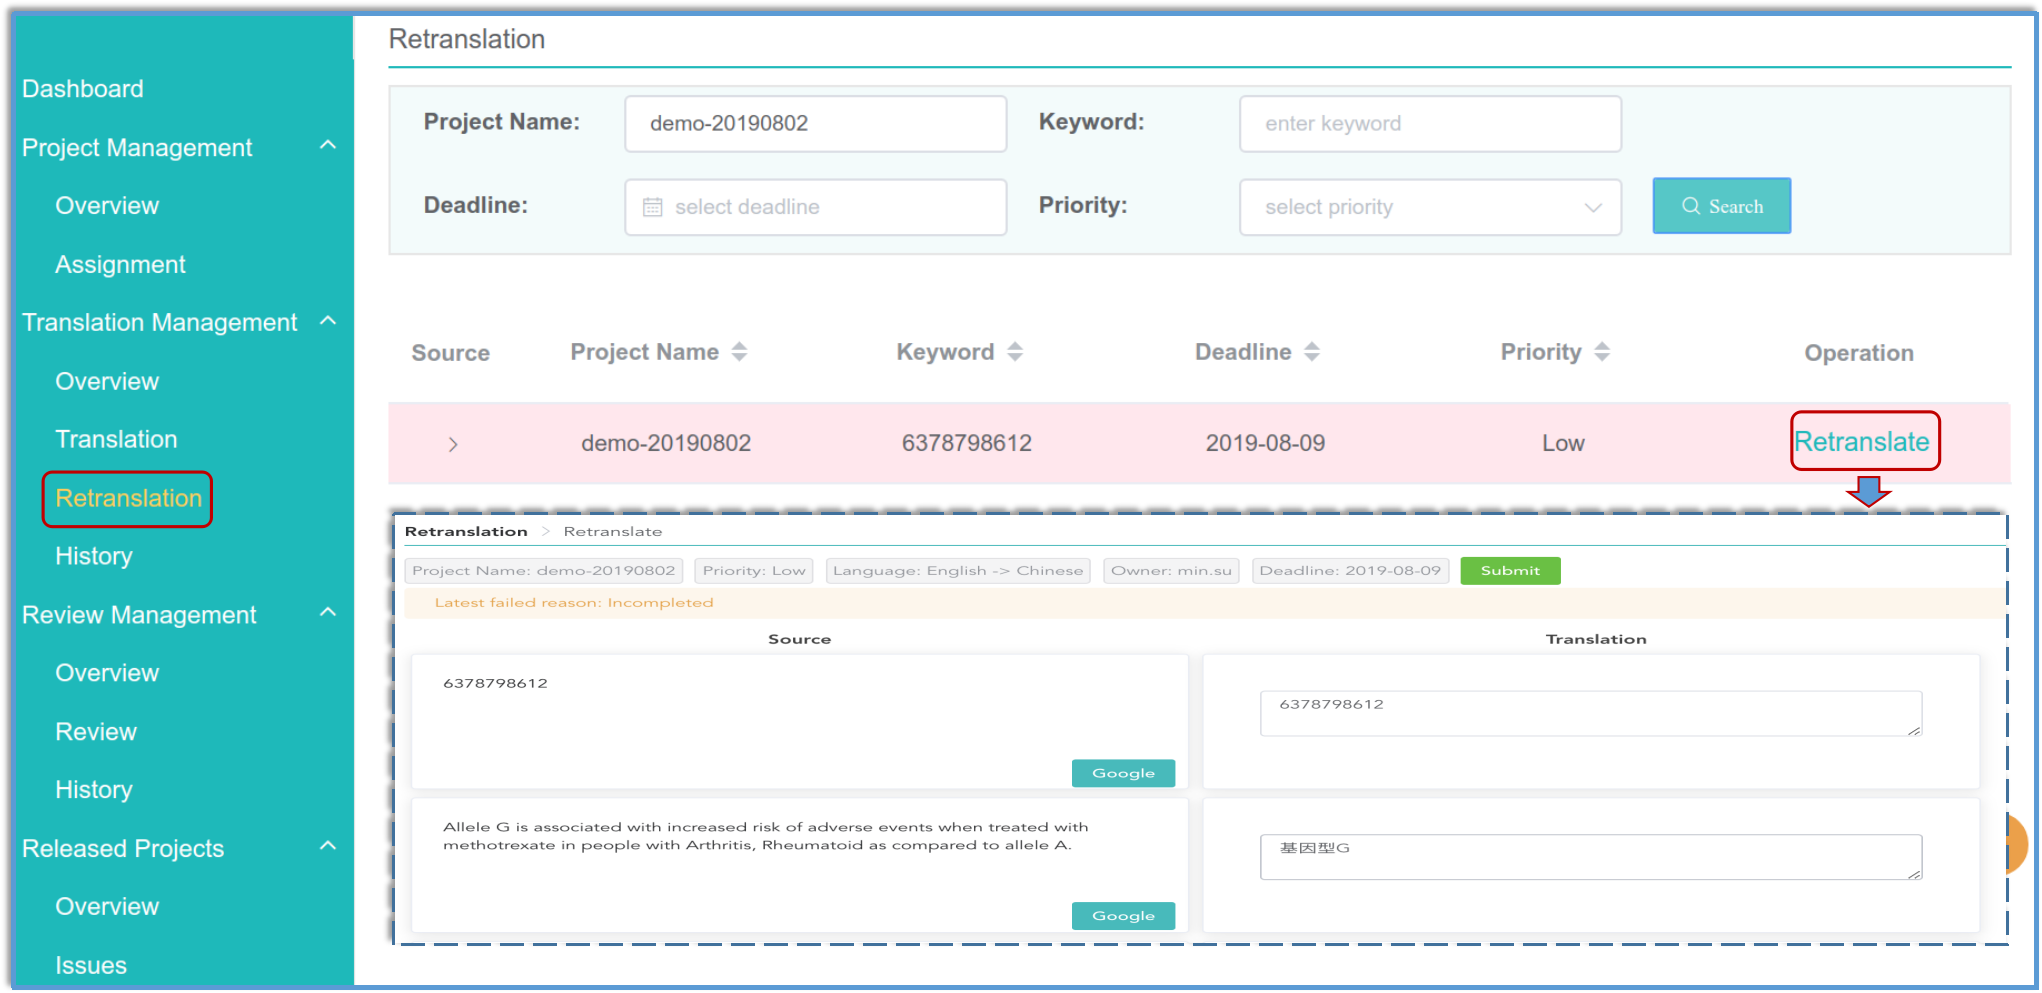 Dashboard
Project Management
Overview
Assignment
Translation Management
Overview
Translation
Retranslation
History
Review Management
Overview
Review
History
Released Projects
Overview
Issues
Retranslation
Project Name: demo-20190802 Keyword: enter keyword
Deadline: select deadline Priority: select priority Search
Source Project Name Keyword Deadline Priority Operation
demo-20190802 6378798612 2019-08-09 Low Retranslate
Retranslation > Retranslate
Project Name: demo-20190802 Priority: Low Language: English -> Chinese Owner: min.su Deadline: 2019-08-09 Submit
Latest failed reason: Incompleted
Source Translation
6378798612
6378798612
Google
Allele G is associated with increased risk of adverse events when treated with
methotrexate in people with Arthritis, Rheumatoid as compared to allele A.
基因型G
Google